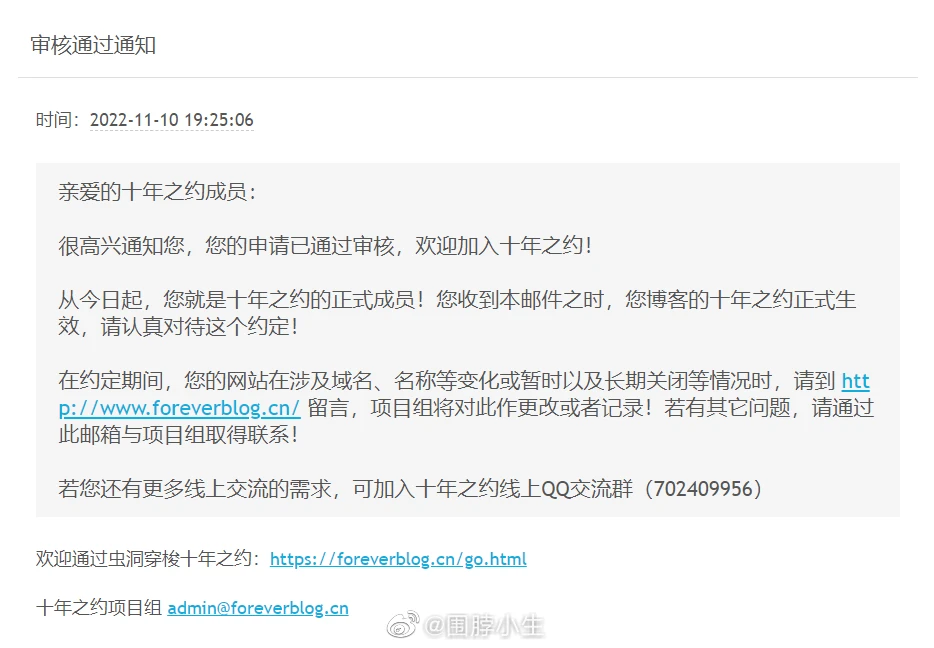 审核通过通知
时间：2022-11-10 19:25:06
亲爱的十年之约成员：
很高兴通知您，您的申请已通过审核，欢迎加入十年之约！
从今日起，您就是十年之约的正式成员！您收到本邮件之时，您博客的十年之约正式生
效，请认真对待这个约定！
在约定期间，您的网站在涉及域名、名称等变化或暂时以及长期关闭等情况时，请到 htt
p://www.foreverblog.cn/ 留言，项目组将对此作更改或者记录！若有其它问题，请通过
此邮箱与项目组取得联系！
若您还有更多线上交流的需求，可加入十年之约线上QQ交流群（702409956）
欢迎通过虫洞穿梭十年之约：https://foreverblog.cn/go.html
十年之约项目组 admin@foreverblog.cn
@围脖小生